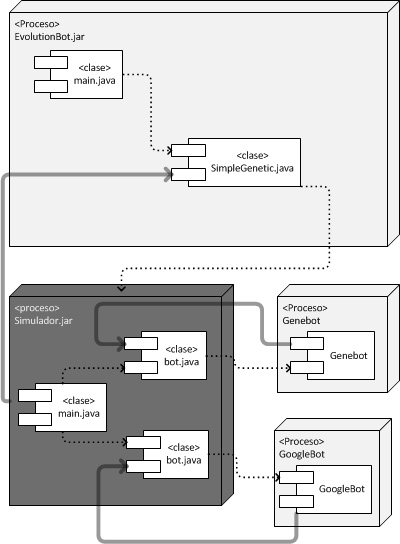 <Proceso>
EvolutionBot.jar
<clase>
main.java
<clase>
SimpleGenetic.java
<proceso>
Simulador.jar
<clase>
bot.java
<clase>
main.java
<clase>
bot.java
<Proceso>
Genebot
Genebot
<Proceso>
GoogleBot
GoogleBot